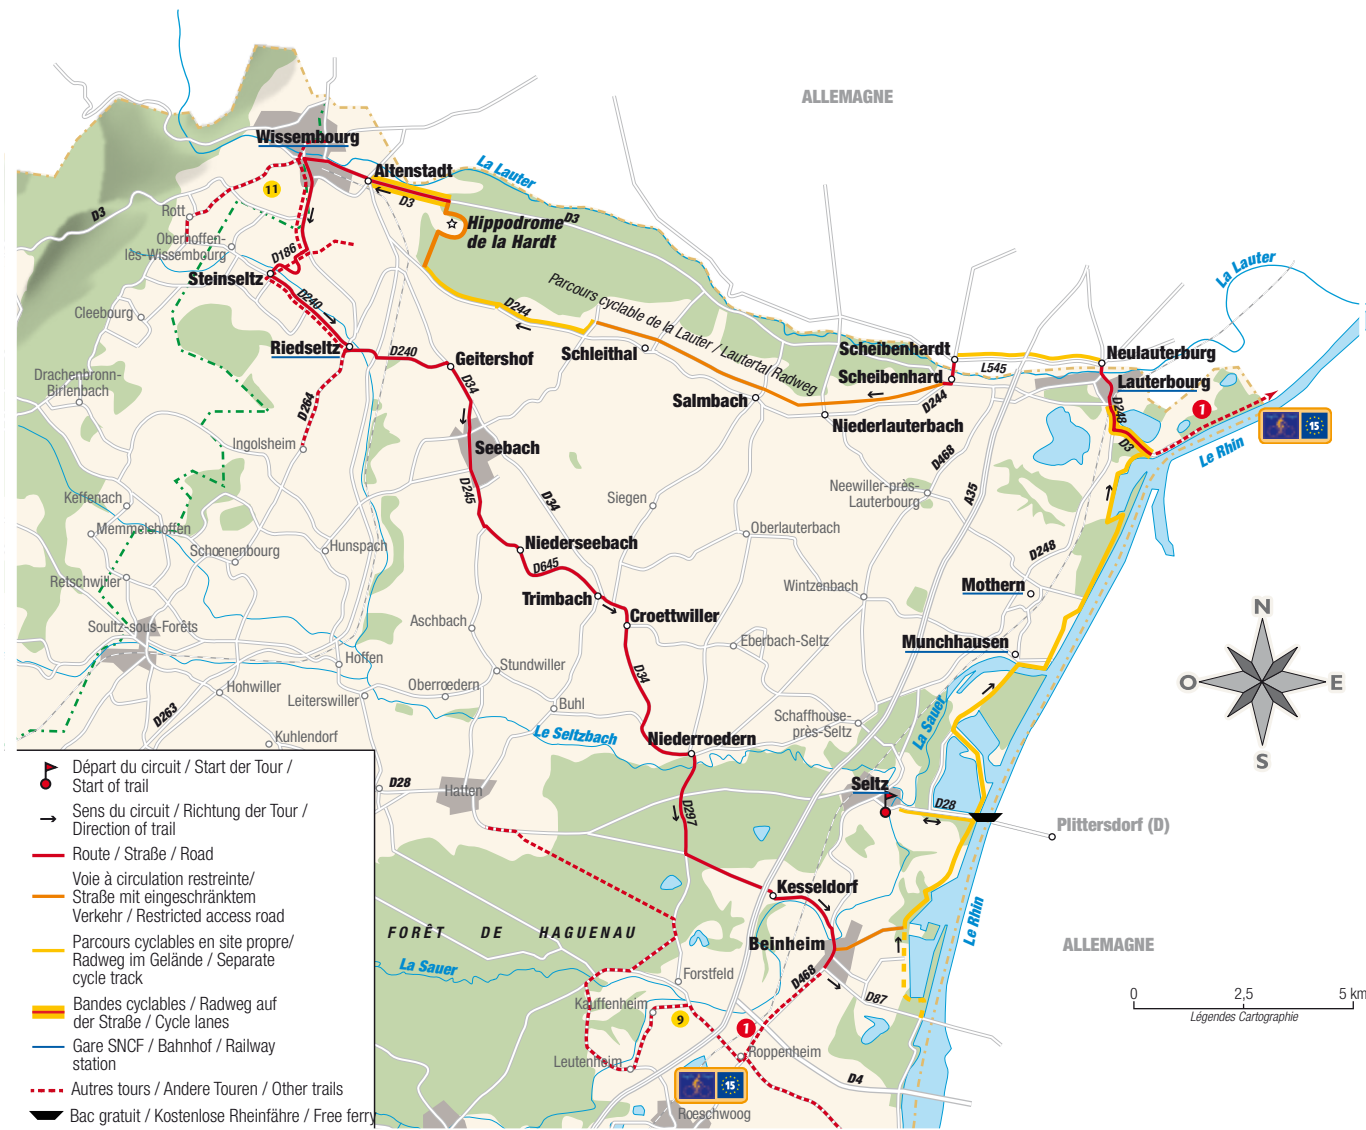 ALLEMAGNE
Wissembourg
Altenstadt
La Lauter
11
D3
D3
D3
Rott
Hippodrome
de la Hardt
Oberhoffen-
lès-Wissembourg
D186
Steinseltz
La Lauter
D240
Parcours cyclable de la Lauter / Lautertal Radweg
D244
Cleebourg
Riedseltz
D240
Geitershof
Schleithal
Scheibenhardt
Neulauterburg
L545
Scheibenhard
Lauterbourg
Drachenbronn-
Birlenbach
D34
D264
Salmbach
D244
D248
1
15
Niederlauterbach
Ingolsheim
Seebach
D468
D3
Le Rhin
D245
D34
A35
Keffenach
Siegen
Neewiller-près-
Lauterbourg
Memmelshoffen
Oberlauterbach
Schœnenbourg
Hunspach
Niederseebach
D248
D645
Retschwiller
Trimbach
Wintzenbach
Mothern
Soultz-sous-Forêts
Aschbach
Croettwiller
Eberbach-Seltz
Munchhausen
N
O
E
S
Hoffen
Stundwiller
D34
Hohwiller
Leiterswiller
Oberrœdern
Buhl
D263
Schaffhouse-
près-Seltz
La Sauer
Kuhlendorf
Le Seltzbach
Niederroedern
D28
Hatten
Seltz
D297
D28
Plittersdorf (D)
Kesseldorf
FORÊT DE HAGUENAU
Beinheim
Le Rhin
ALLEMAGNE
La Sauer
Forstfeld
D468
D87
Kauffenheim
9
1
Leutenheim
Roppenheim
D4
15
Roeschwoog
0
2,5
5 km
Légendes Cartographie
Départ du circuit / Start der Tour /
Start of trail
Sens du circuit / Richtung der Tour /
Direction of trail
Route / Straße / Road
Voie à circulation restreinte/
Straße mit eingeschränktem
Verkehr / Restricted access road
Parcours cyclables en site propre/
Radweg im Gelände / Separate
cycle track
Bandes cyclables / Radweg auf
der Straße / Cycle lanes
Gare SNCF / Bahnhof / Railway
station
Autres tours / Andere Touren / Other trails
Bac gratuit / Kostenlose Rheinfähre / Free ferry